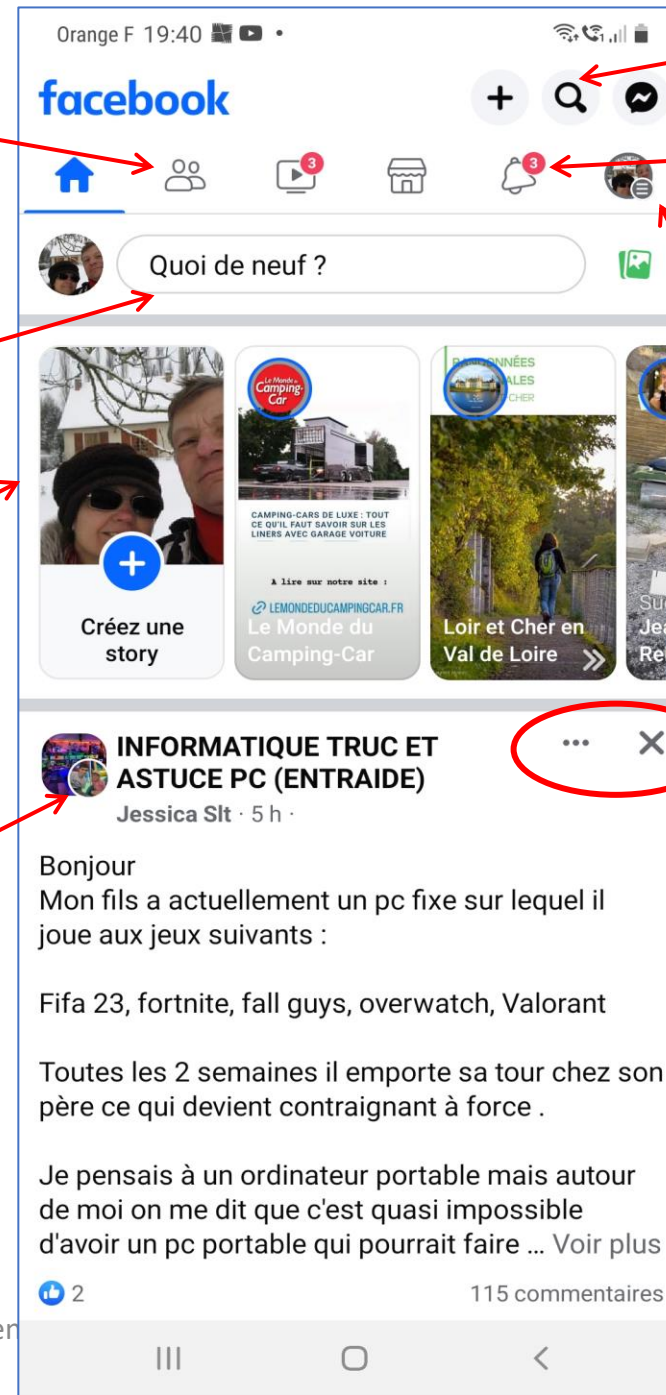 Orange F 19:40
facebook
3
3
Quoi de neuf ?
Le Monde du
Camping-
Car
CAMPING-CARS DE LUXE : TOUT
CE QU'IL FAUT SAVOIR SUR LES
LINERS AVEC GARAGE VOITURE
A lire sur notre site :
LEMONDEDUCAMPINGCAR.FR
Le Monde du
Camping-Car
CHER
Loir et Cher en
Val de Loire
Créez une
story
INFORMATIQUE TRUC ET
ASTUCE PC (ENTRAIDE)
Jessica Slt · 5 h ·
Bonjour
Mon fils a actuellement un pc fixe sur lequel il
joue aux jeux suivants :
Fifa 23, fortnite, fall guys, overwatch, Valorant
Toutes les 2 semaines il emporte sa tour chez son
père ce qui devient contraignant à force .
Je pensais à un ordinateur portable mais autour
de moi on me dit que c'est quasi impossible
d'avoir un pc portable qui pourrait faire ... Voir plus
2
115 commentaires